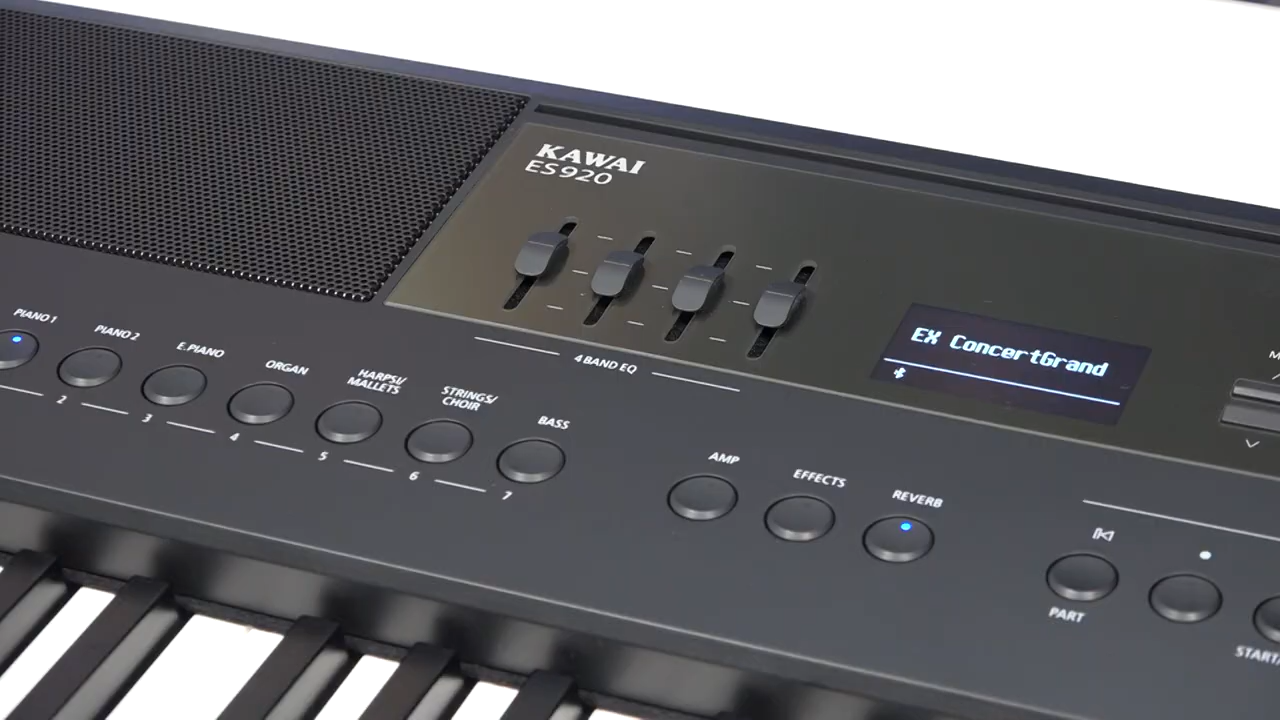 KAWAI
ES920
EX ConcertGrand
4 BAND EQ
PIANO 1
PIANO 2
E.PIANO
ORGAN
HARPSI/
MALLETS
STRINGS/
CHOIR
BASS
2
3
4
5
6
7
AMP
EFFECTS
REVERB
PART